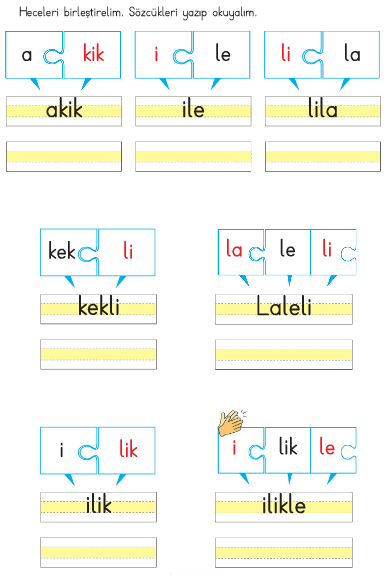 Heceleri birleştirelim. Sözcükleri yazıp okuyalım.
a kik i le li la
akik ile lila
kek li la le li
kekli Laleli
i lik i lik le
ilik ilikle